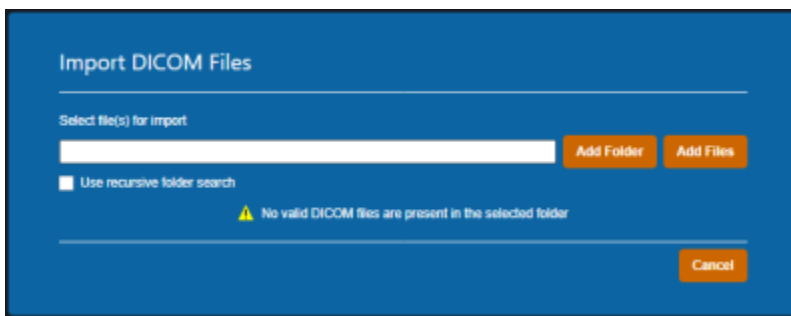 Import DICOM Files
Select file(s) for import
Add Folder Add Files
Use recursive folder search
No valid DICOM files are present in the selected folder
Cancel